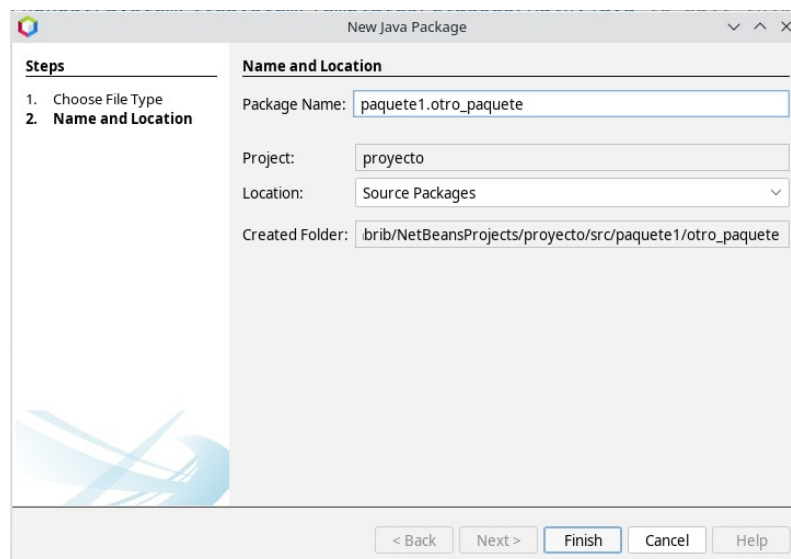 New Java Package
Steps
1. Choose File Type
2. Name and Location
Name and Location
Package Name: paquete1.otro_paquete
Project: proyecto
Location: Source Packages
Created Folder: brib/NetBeansProjects/proyecto/src/paquete1/otro_paquete
< Back Next > Finish Cancel Help